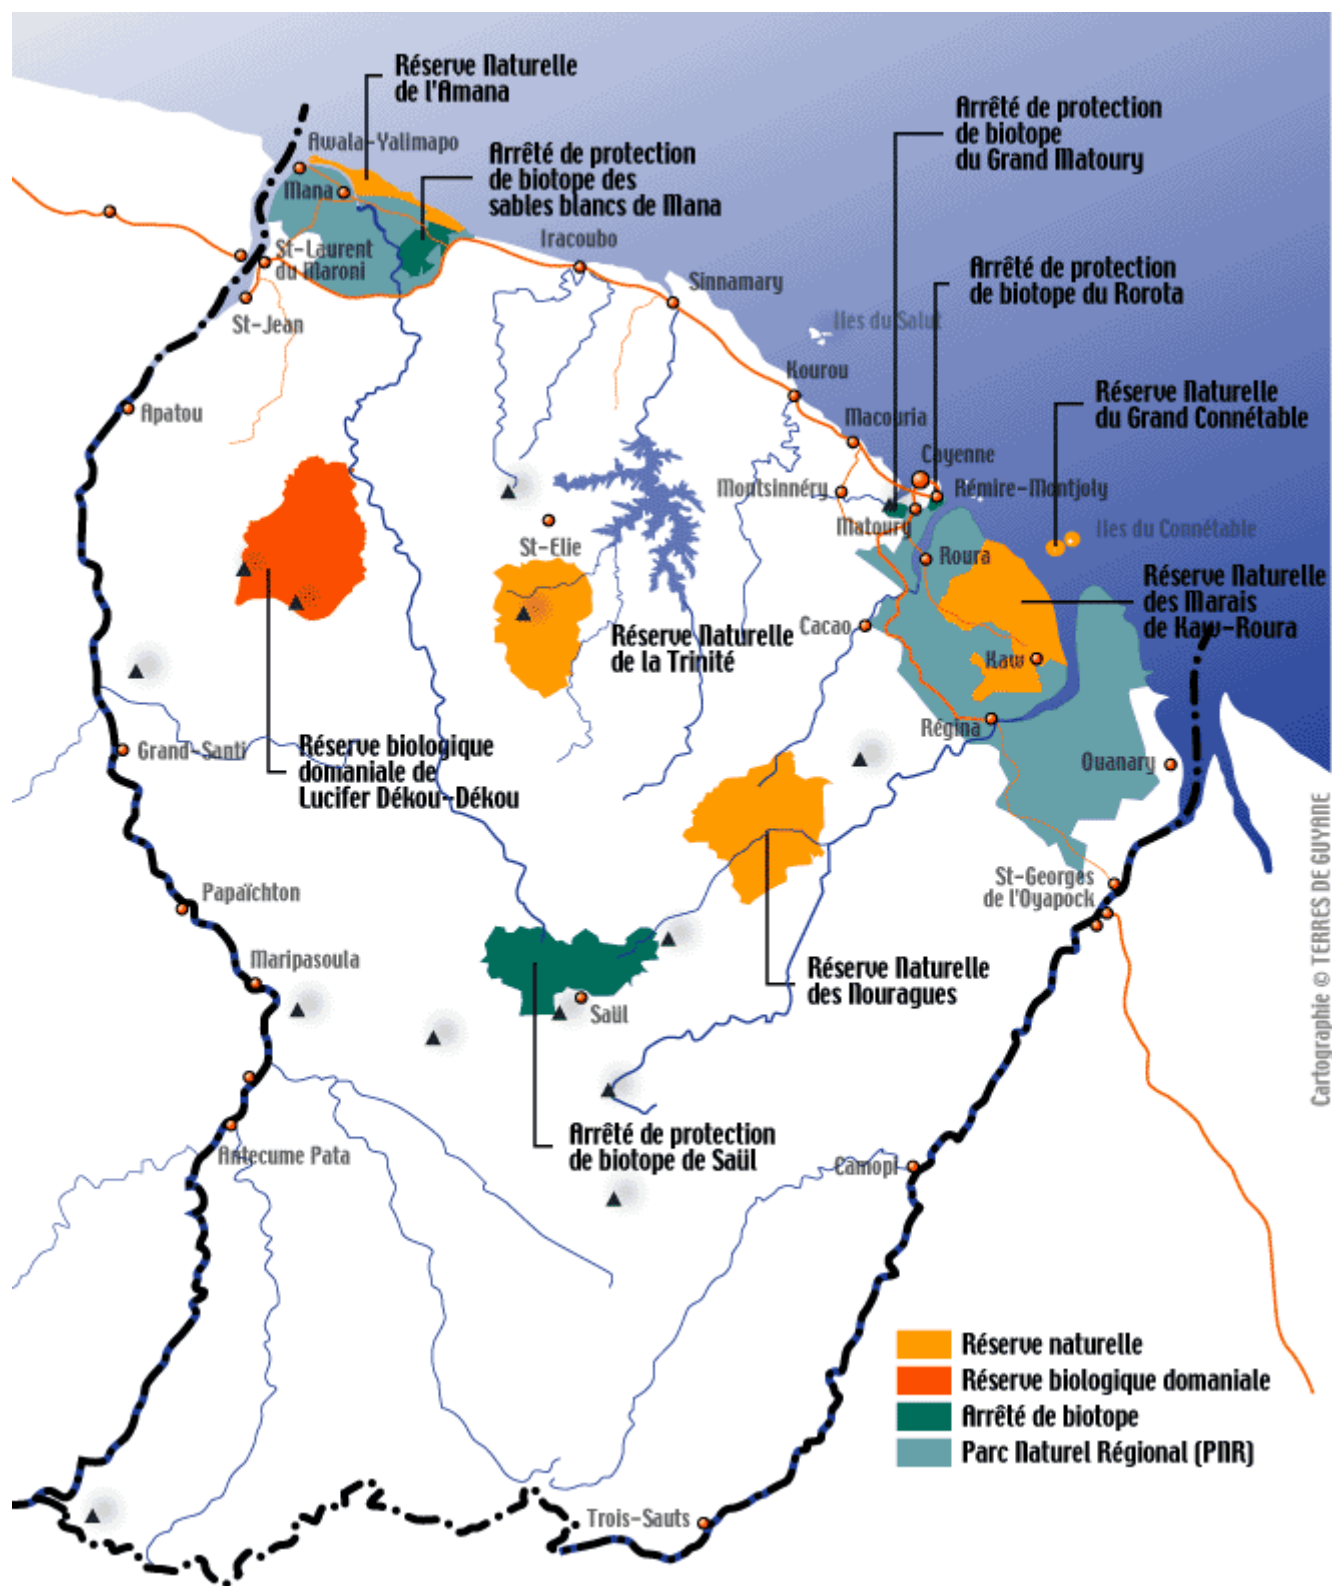 Réserve Naturelle
de l'Amana
Arrêté de protection
de biotope
du Grand Matoury
Awala-Yalimapo
Arrêté de protection
de biotope des
sables blancs de Mana
Mana
Iracoubo
St-Laurent
du Maroni
Arrêté de protection
de biotope du Rorota
Sinnamary
St-Jean
Iles du Salut
Kourou
Réserve Naturelle
du Grand Connétable
Apatou
Macouria
Cayenne
Montsinnéry
Rémire-Montjoly
Matoury
Iles du Connétable
St-Elie
Roura
Réserve Naturelle
des Marais
de Kaw-Roura
Cacao
Réserve Naturelle
de la Trinité
Kaw
Régina
Grand-Santi
Réserve biologique
domaniale de
Lucifer Dékou-Dékou
Ouanary
St-Georges
de l'Oyapock
Papaïchton
Maripasoula
Réserve Naturelle
des Nouragues
Saül
Cartographie © TERRES DE GUYANE
Arrêté de protection
de biotope de Saül
Antecume Pata
Camopi
Réserve naturelle
Réserve biologique domaniale
Arrêté de biotope
Parc Naturel Régional (PNR)
Trois-Sauts